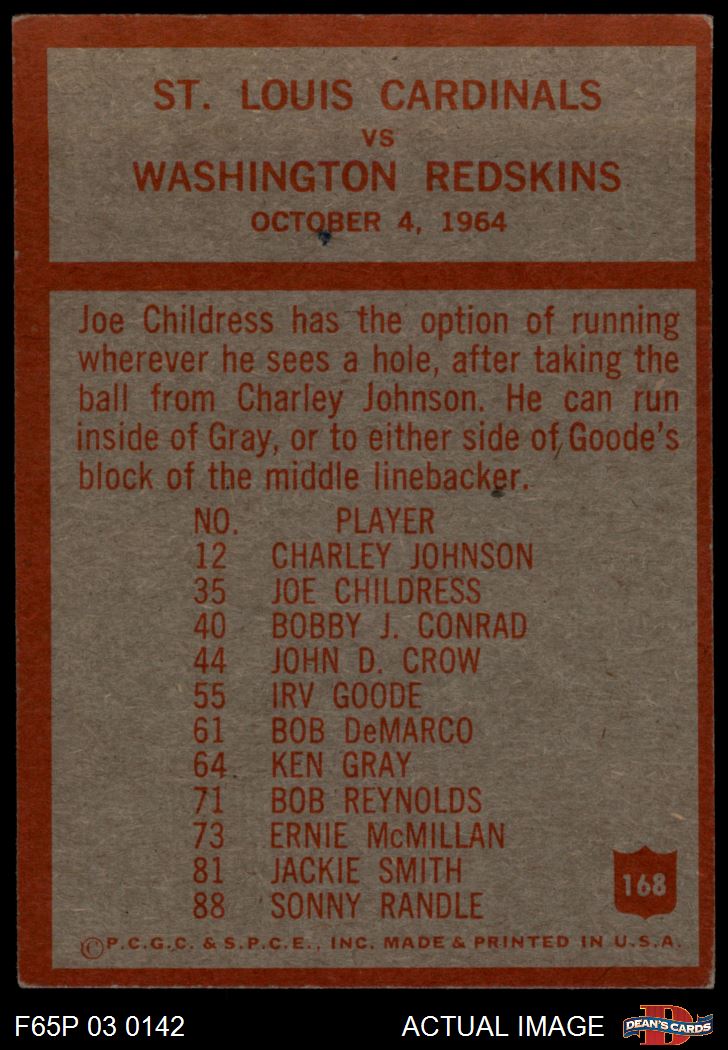 ST. LOUIS CARDINALS
VS
WASHINGTON REDSKINS
OCTOBER 4, 1964
Joe Childress has the option of running
wherever he sees a hole, after taking the
ball from Charley Johnson. He can run
inside of Gray, or to either side of Goode's
block of the middle linebacker.
NO. PLAYER
12 CHARLEY JOHNSON
35 JOE CHILDRESS
40 BOBBY J. CONRAD
44 JOHN D. CROW
55 IRV GOODE
61 BOB DeMARCO
64 KEN GRAY
71 BOB REYNOLDS
73 ERNIE McMILLAN
81 JACKIE SMITH
88 SONNY RANDLE
168
©P.C.G.C. & S.P.C.E., INC. MADE & PRINTED IN U.S.A.
F65P 03 0142 ACTUAL IMAGE D DEAN'S CARDS